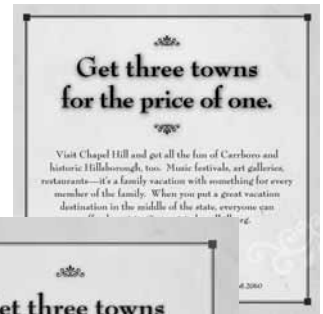 Get three towns
for the price of one.
Visit Chapel Hill and get all the fun of Carrboro and
historic Hillsborough, too. Music festivals, art galleries,
restaurants—it's a family vacation with something for every
member of the family. When you put a great vacation
destination in the middle of the state, everyone can
2060
et three towns